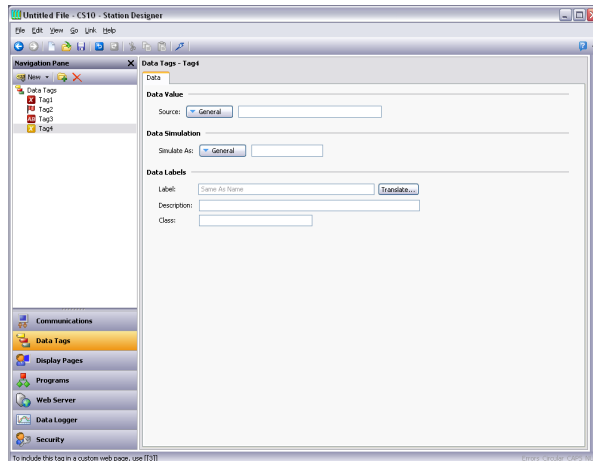 Untitled File - CS10 - Station Designer
File Edit View Go Link Help
Navigation Pane X
New
Data Tags
Tag1
Tag2
Tag3
Tag4
Communications
Data Tags
Display Pages
Programs
Web Server
Data Logger
Security
Data Tags - Tag4
Data
Data Value
Source: General
Data Simulation
Simulate As: General
Data Labels
Label: Same As Name Translate...
Description:
Class:
To include this tag in a custom web page, use [[T3]]
Errors Circular CAPS